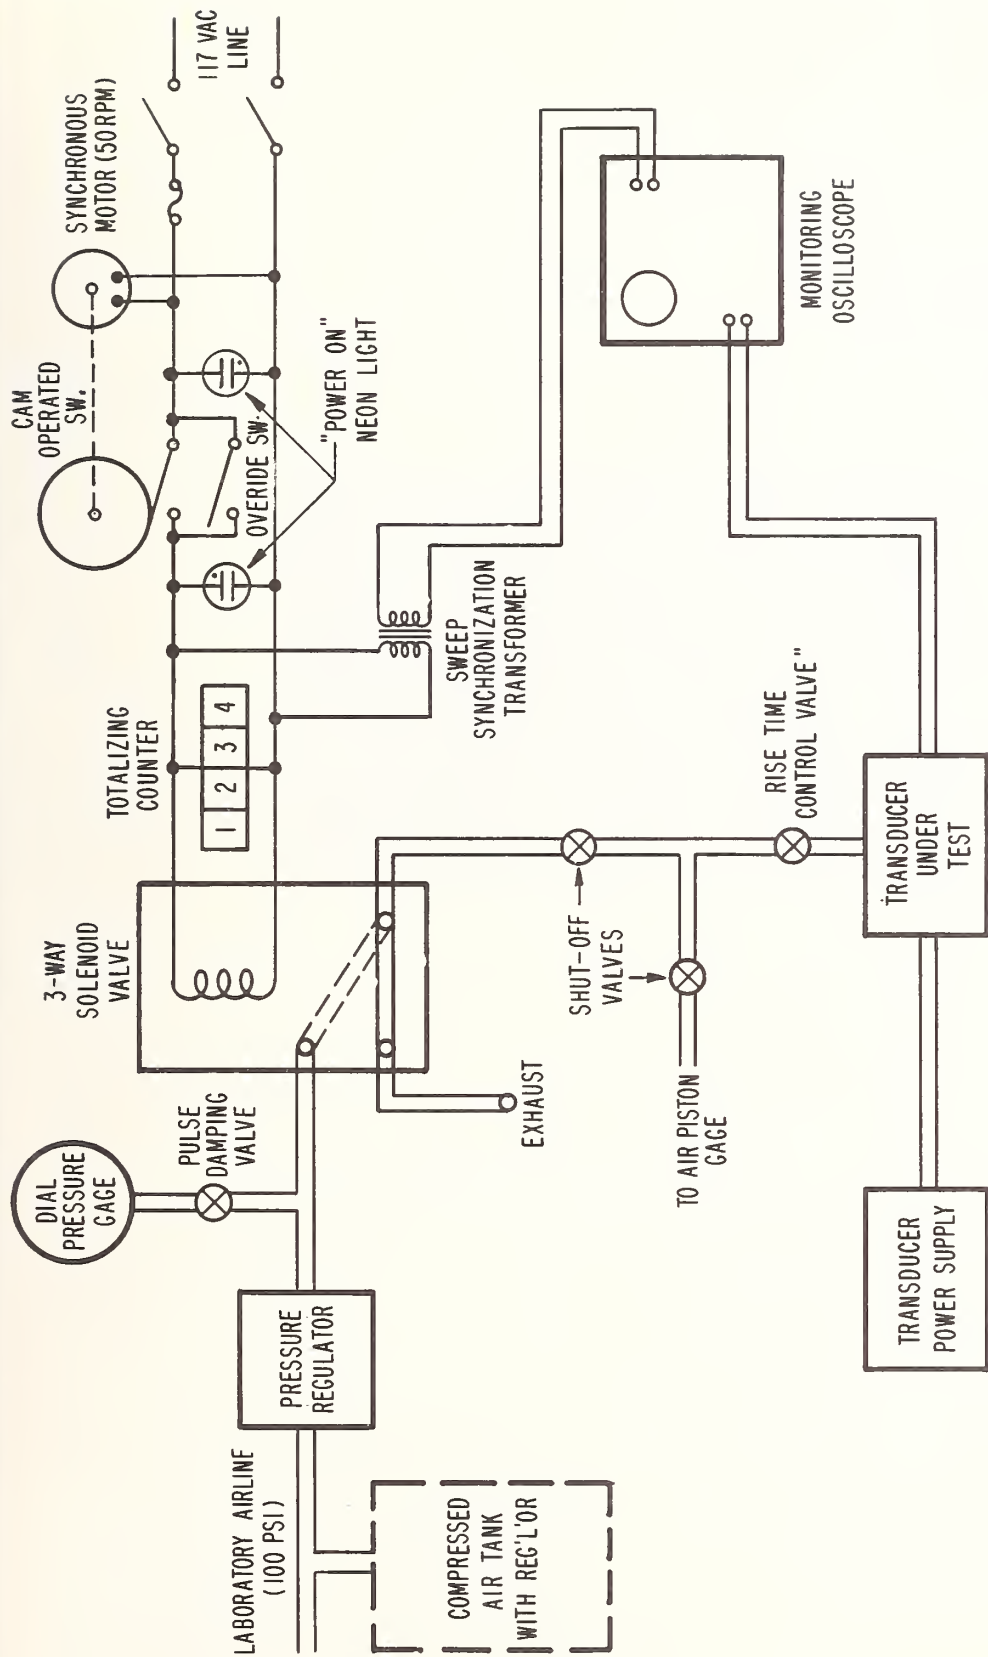 DIAL
PRESSURE
GAGE
PULSE
DAMPING
VALVE
3-WAY
SOLENOID
VALVE
TOTALIZING
COUNTER
1 2 3 4
CAM
OPERATED
SW.
SYNCHRONOUS
MOTOR (50RPM)
117 VAC
LINE
OVERIDE SW.
"POWER ON"
NEON LIGHT
LABORATORY AIRLINE
(100 PSI)
PRESSURE
REGULATOR
COMPRESSED
AIR TANK
WITH REG'L'OR
EXHAUST
SWEEP
SYNCHRONIZATION
TRANSFORMER
SHUT-OFF
VALVES
TO AIR PISTON
GAGE
RISE TIME
CONTROL VALVE"
MONITORING
OSCILLOSCOPE
TRANSDUCER
POWER SUPPLY
TRANSDUCER
UNDER
TEST